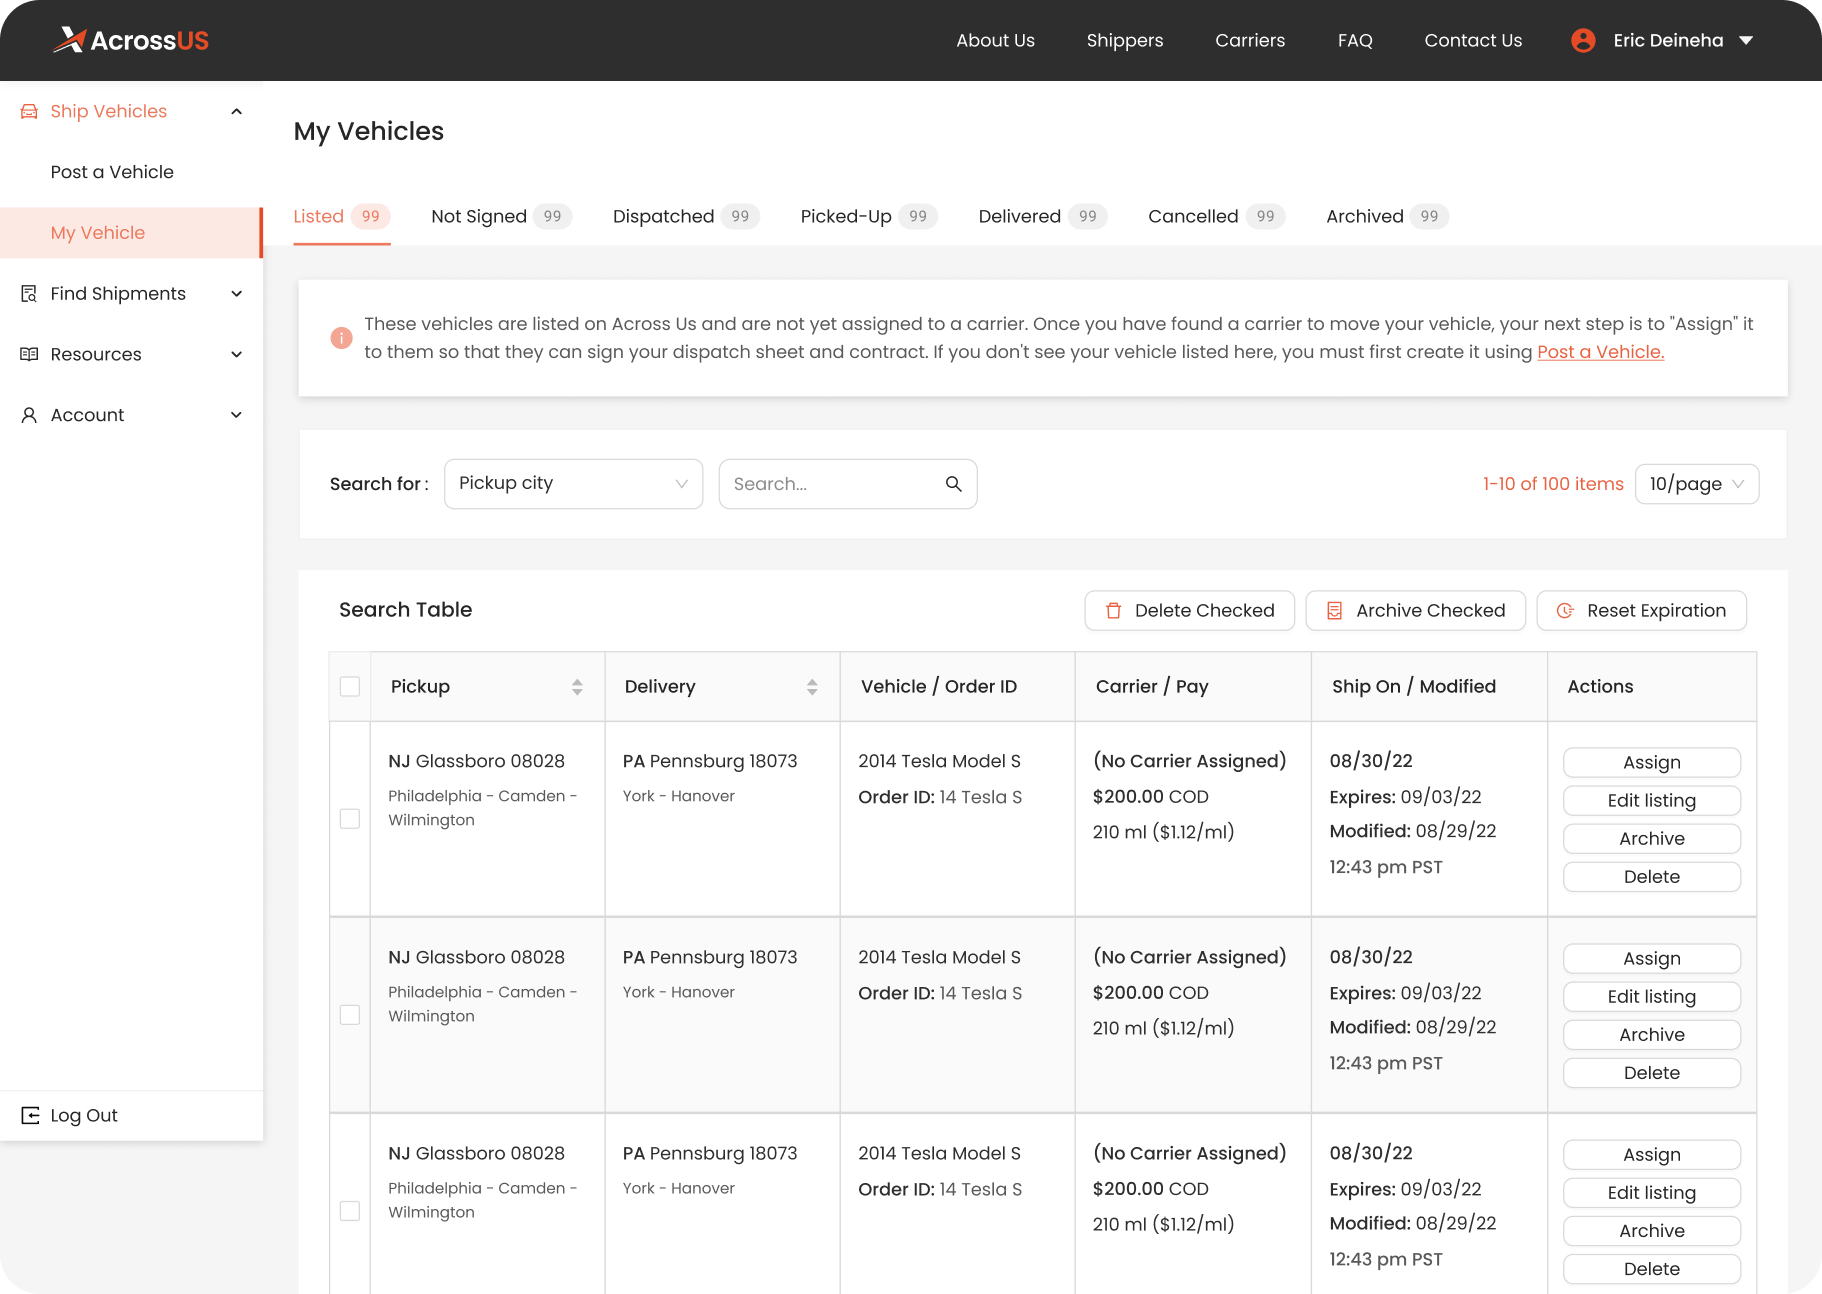 AcrossUS
About Us
Shippers
Carriers
FAQ
Contact Us
Eric Deineha
Ship Vehicles
Post a Vehicle
My Vehicle
Find Shipments
Resources
Account
Log Out
My Vehicles
Listed 99
Not Signed 99
Dispatched 99
Picked-Up 99
Delivered 99
Cancelled 99
Archived 99
These vehicles are listed on Across Us and are not yet assigned to a carrier. Once you have found a carrier to move your vehicle, your next step is to "Assign" it
to them so that they can sign your dispatch sheet and contract. If you don't see your vehicle listed here, you must first create it using Post a Vehicle.
Search for :
Pickup city
Search...
1-10 of 100 items
10/page
Search Table
Delete Checked
Archive Checked
Reset Expiration
Pickup
Delivery
Vehicle / Order ID
Carrier / Pay
Ship On / Modified
Actions
NJ Glassboro 08028
Philadelphia - Camden -
Wilmington
PA Pennsburg 18073
York - Hanover
2014 Tesla Model S
Order ID: 14 Tesla S
(No Carrier Assigned)
$200.00 COD
210 ml ($1.12/ml)
08/30/22
Expires: 09/03/22
Modified: 08/29/22
12:43 pm PST
Assign
Edit listing
Archive
Delete
NJ Glassboro 08028
Philadelphia - Camden -
Wilmington
PA Pennsburg 18073
York - Hanover
2014 Tesla Model S
Order ID: 14 Tesla S
(No Carrier Assigned)
$200.00 COD
210 ml ($1.12/ml)
08/30/22
Expires: 09/03/22
Modified: 08/29/22
12:43 pm PST
Assign
Edit listing
Archive
Delete
NJ Glassboro 08028
Philadelphia - Camden -
Wilmington
PA Pennsburg 18073
York - Hanover
2014 Tesla Model S
Order ID: 14 Tesla S
(No Carrier Assigned)
$200.00 COD
210 ml ($1.12/ml)
08/30/22
Expires: 09/03/22
Modified: 08/29/22
12:43 pm PST
Assign
Edit listing
Archive
Delete